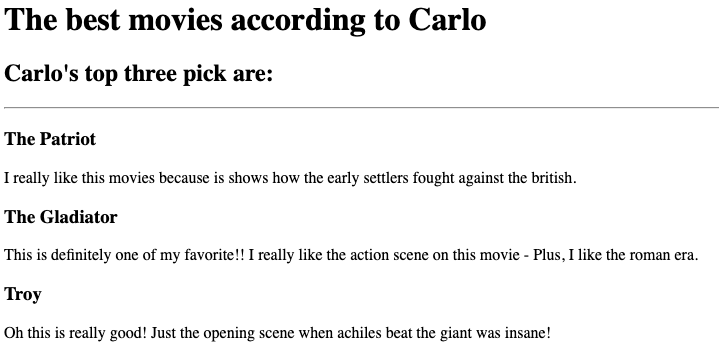 The best movies according to Carlo
Carlo's top three pick are:
The Patriot
I really like this movies because is shows how the early settlers fought against the british.
The Gladiator
This is definitely one of my favorite!! I really like the action scene on this movie - Plus, I like the roman era.
Troy
Oh this is really good! Just the opening scene when achiles beat the giant was insane!